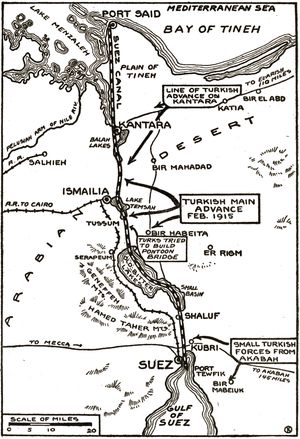 PORT SAID
MEDITERRANEAN SEA
LAKE MENZALEH
BAY OF TINEH
PLAIN OF
TINEH
SUEZ CANAL
LINE OF TURKISH
ADVANCE ON
KANTARA
TO EL ARISH
110 MILES
BIR EL ABD
KATIA
PELUSIAN ARM OF NILE RIV.
KANTARA
BALAH
LAKES
DESERT
R.R.
SALHIEH
BIR MAHADAD
ISMAILIA
LAKE
TEMSAH
TURKISH MAIN
ADVANCE
FEB. 1915
R.R. TO CAIRO
TUSSUM
BIR HABEITA
TURKS TRIED
TO BUILD
PONTOON
BRIDGE
SERAPEUM
ER RIGM
ARABIAN
GENEFFEH
MTS
GT. BITTER
LAKE
SMALL
BASIN
HAMED TAHER MTS
SHALUF
TO MECCA
KUBRI
SMALL TURKISH
FORCES FROM
AKABAH
SUEZ
PORT
TEWFIK
TO AKABAH
BIR
MABEIUK
GULF
OF
SUEZ
SCALE OF MILES
0 5 10 20